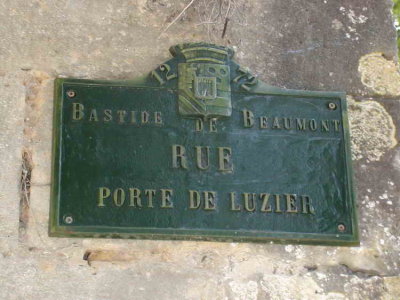 12 72
BASTIDE DE BEAUMONT
RUE
PORTE DE LUZIER